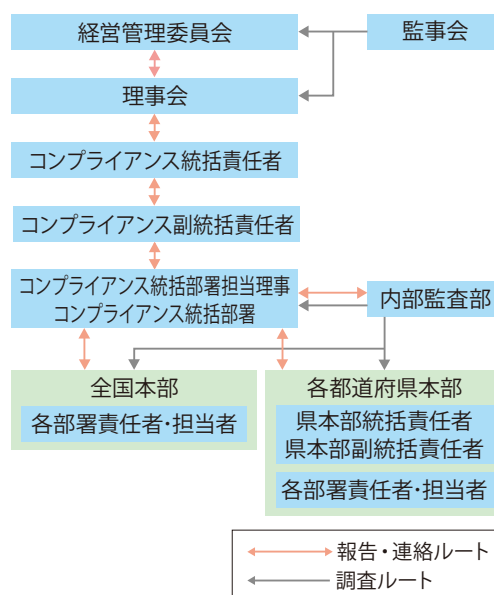 経営管理委員会
監事会
理事会
コンプライアンス統括責任者
コンプライアンス副統括責任者
コンプライアンス統括部署担当理事
コンプライアンス統括部署
内部監査部
全国本部
各部署責任者・担当者
各都道府県本部
県本部統括責任者
県本部副統括責任者
各部署責任者・担当者
報告・連絡ルート
調査ルート